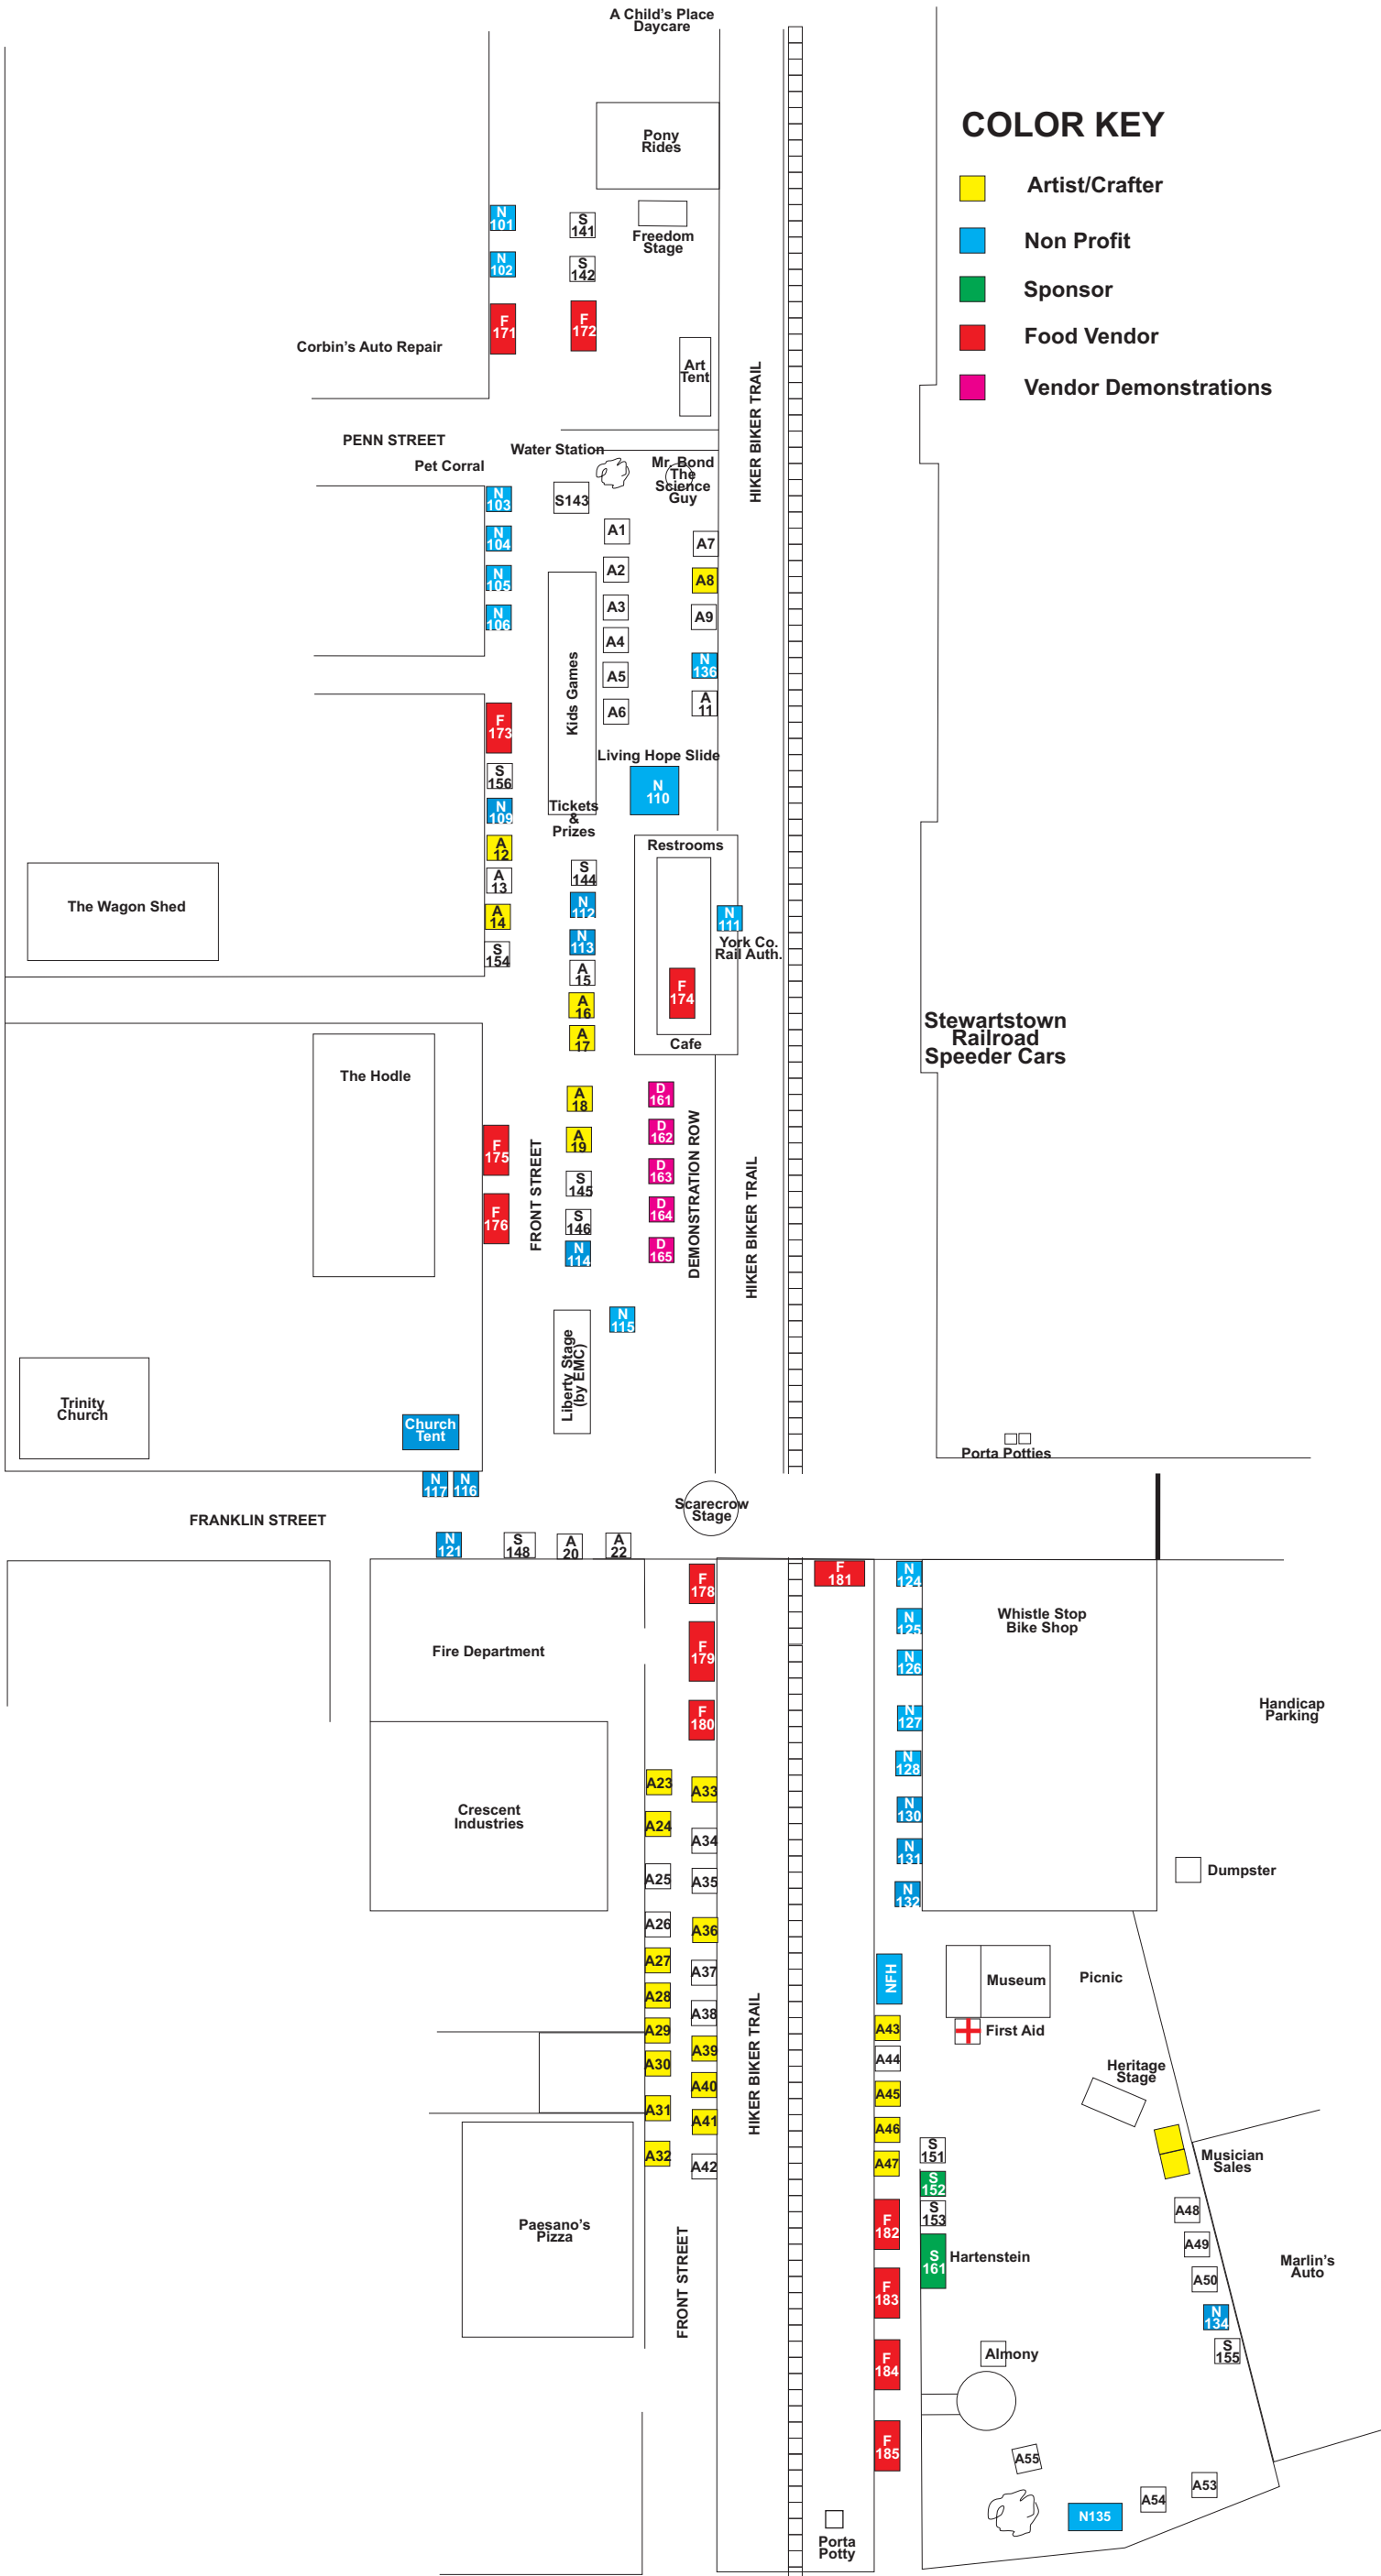 A Child's Place
Daycare
COLOR KEY
Artist/Crafter
Non Profit
Sponsor
Food Vendor
Vendor Demonstrations
Pony
Rides
N
101
S
141
Freedom
Stage
N
102
S
142
F
171
F
172
Corbin's Auto Repair
Art
Tent
HIKER BIKER TRAIL
PENN STREET
Water Station
Pet Corral
Mr. Bond
The
Science
Guy
N
103
S143
A1
A7
N
104
A2
A8
N
105
A3
A9
N
106
A4
Kids Games
N
136
A5
A
11
A6
F
173
Living Hope Slide
S
156
N
110
N
109
Tickets
&
Prizes
A
12
Restrooms
A
13
S
144
The Wagon Shed
A
14
N
112
N
111
S
154
N
113
York Co.
Rail Auth.
A
15
F
174
A
16
A
17
Cafe
Stewartstown
Railroad
Speeder Cars
The Hodle
A
18
D
161
F
175
A
19
D
162
FRONT STREET
S
145
D
163
DEMONSTRATION ROW
HIKER BIKER TRAIL
F
176
S
146
D
164
N
114
D
165
N
115
Liberty Stage
(by EMC)
Trinity
Church
Church
Tent
Porta Potties
N
117
N
116
Scarecrow
Stage
FRANKLIN STREET
N
121
S
148
A
20
A
22
F
178
F
181
N
124
Whistle Stop
Bike Shop
N
125
Fire Department
F
179
N
126
Handicap
Parking
F
180
N
127
N
128
A23
A33
Crescent
Industries
N
130
A24
A34
N
131
Dumpster
A25
A35
N
132
A26
A36
A27
A37
NFH
Museum
Picnic
A28
A38
A29
A39
A43
First Aid
A30
A40
A44
HIKER BIKER TRAIL
Heritage
Stage
A31
A41
A45
A32
A42
A46
S
151
Musician
Sales
A47
S
152
A48
Paesano's
Pizza
F
182
S
153
A49
FRONT STREET
S
161
Hartenstein
Marlin's
Auto
F
183
A50
N
134
F
184
Almony
S
155
F
185
A55
A53
A54
N135
Porta
Potty